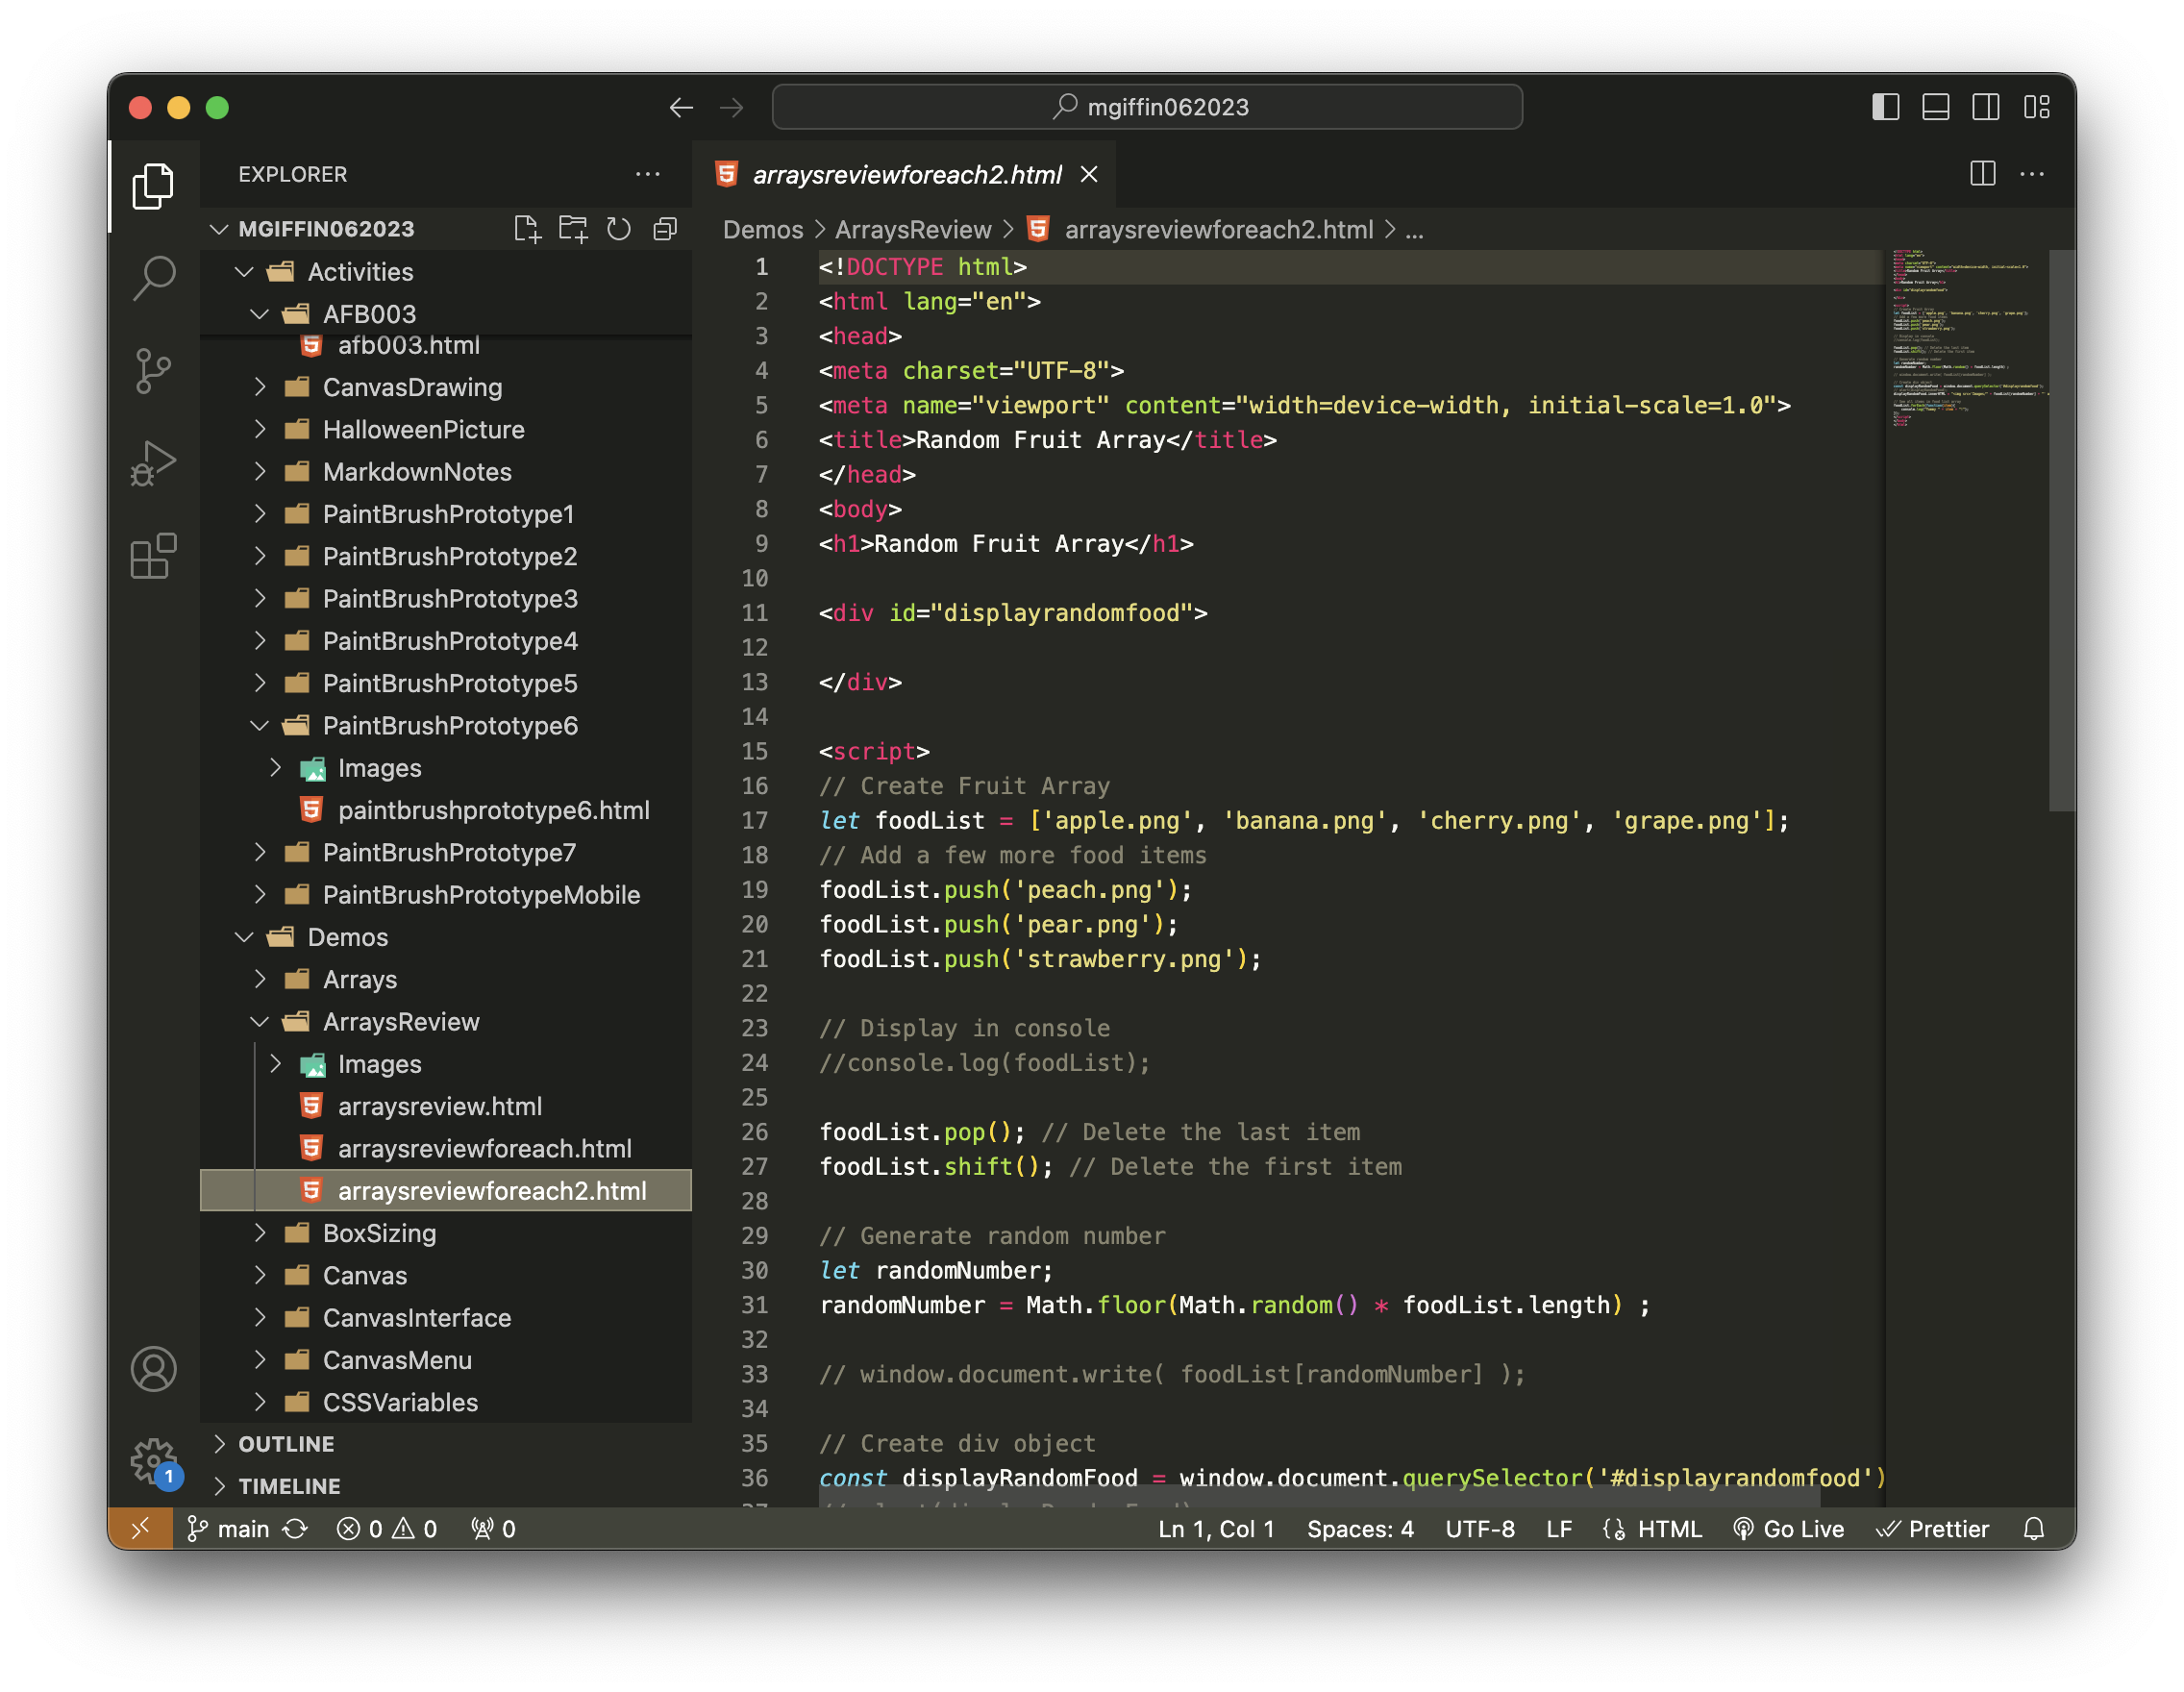 mgiffin062023
EXPLORER
arraysreviewforeach2.html
MGIFFIN062023
Demos > ArraysReview > arraysreviewforeach2.html > ...
Activities
AFB003
afb003.html
CanvasDrawing
HalloweenPicture
MarkdownNotes
PaintBrushPrototype1
PaintBrushPrototype2
PaintBrushPrototype3
PaintBrushPrototype4
PaintBrushPrototype5
PaintBrushPrototype6
Images
paintbrushprototype6.html
PaintBrushPrototype7
PaintBrushPrototypeMobile
Demos
Arrays
ArraysReview
Images
arraysreview.html
arraysreviewforeach.html
arraysreviewforeach2.html
BoxSizing
Canvas
CanvasInterface
CanvasMenu
CSSVariables
OUTLINE
TIMELINE
1 <!DOCTYPE html>
2 <html lang="en">
3 <head>
4 <meta charset="UTF-8">
5 <meta name="viewport" content="width=device-width, initial-scale=1.0">
6 <title>Random Fruit Array</title>
7 </head>
8 <body>
9 <h1>Random Fruit Array</h1>
10
11 <div id="displayrandomfood">
12
13 </div>
14
15 <script>
16 // Create Fruit Array
17 let foodList = ['apple.png', 'banana.png', 'cherry.png', 'grape.png'];
18 // Add a few more food items
19 foodList.push('peach.png');
20 foodList.push('pear.png');
21 foodList.push('strawberry.png');
22
23 // Display in console
24 //console.log(foodList);
25
26 foodList.pop(); // Delete the last item
27 foodList.shift(); // Delete the first item
28
29 // Generate random number
30 let randomNumber;
31 randomNumber = Math.floor(Math.random() * foodList.length) ;
32
33 // window.document.write( foodList[randomNumber] );
34
35 // Create div object
36 const displayRandomFood = window.document.querySelector('#displayrandomfood')
1
main 0 0 0 Ln 1, Col 1 Spaces: 4 UTF-8 LF HTML Go Live Prettier